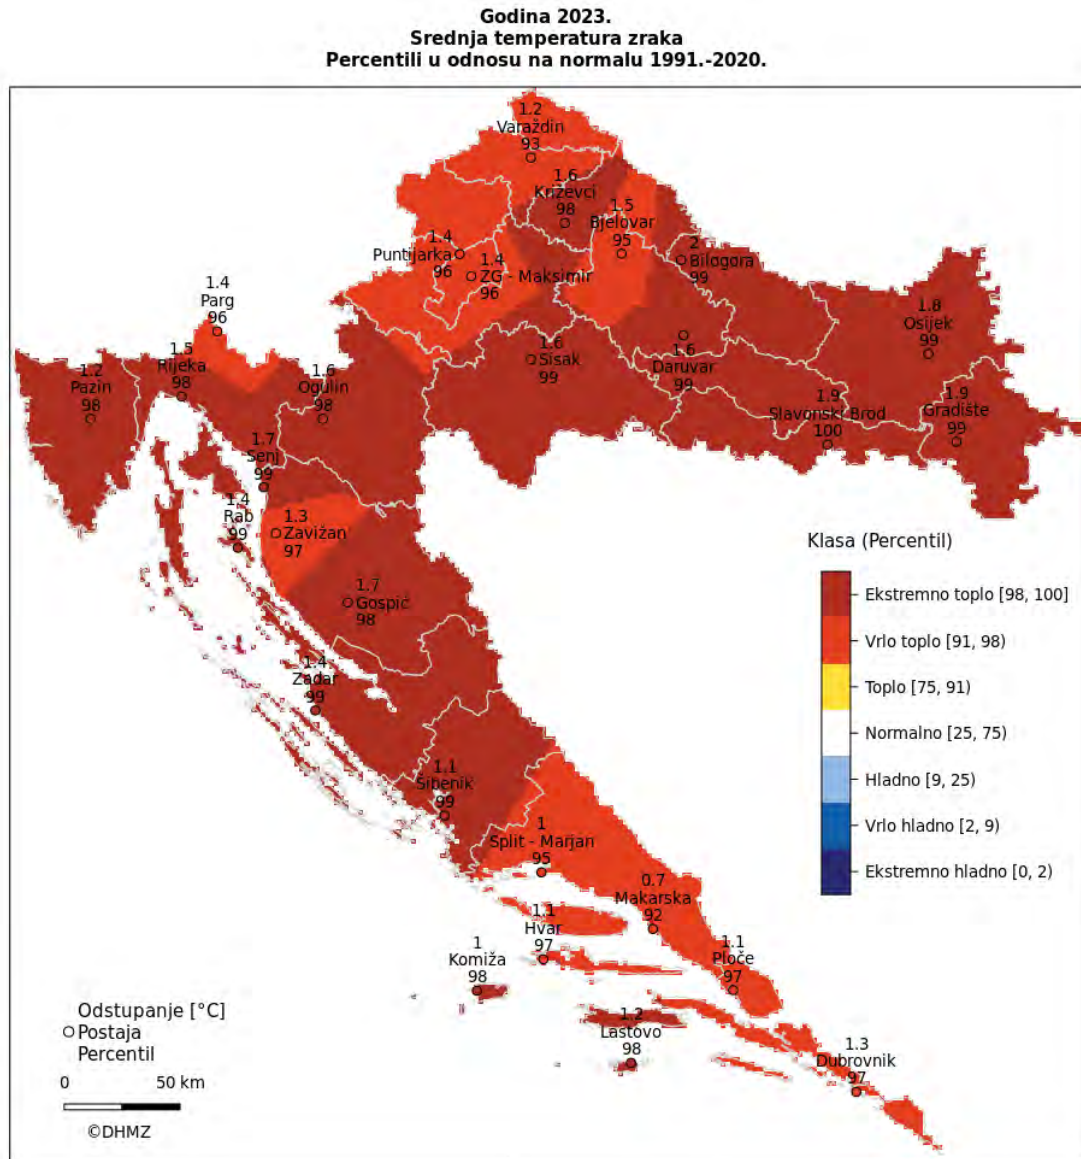 Godina 2023.
Srednja temperatura zraka
Percentili u odnosu na normalu 1991.-2020.
1.2
Varaždin
93
1.6
Križevci
98
1.5
Bjelovar
95
2
Bilogora
99
1.4
Puntijarka
96
1.4
ZG - Maksimir
96
1.4
Parg
96
1.8
Osijek
99
1.2
Pazin
98
1.5
Rijeka
98
1.6
Ogulin
98
1.6
Sisak
99
1.6
Daruvar
99
1.9
Slavonski Brod
100
1.9
Gradište
99
1.7
Senj
99
1.4
Rab
99
1.3
Zavižan
97
1.7
Gospić
98
1.4
Zadar
99
1.1
Šibenik
99
1
Split - Marjan
95
0.7
Makarska
92
1.1
Hvar
97
1.1
Ploče
97
1
Komiža
98
1.2
Lastovo
98
1.3
Dubrovnik
97
Klasa (Percentil)
Ekstremno toplo [98, 100]
Vrlo toplo [91, 98)
Toplo [75, 91)
Normalno [25, 75)
Hladno [9, 25)
Vrlo hladno [2, 9)
Ekstremno hladno [0, 2)
Odstupanje [°C]
Postaja
Percentil
0 50 km
©DHMZ